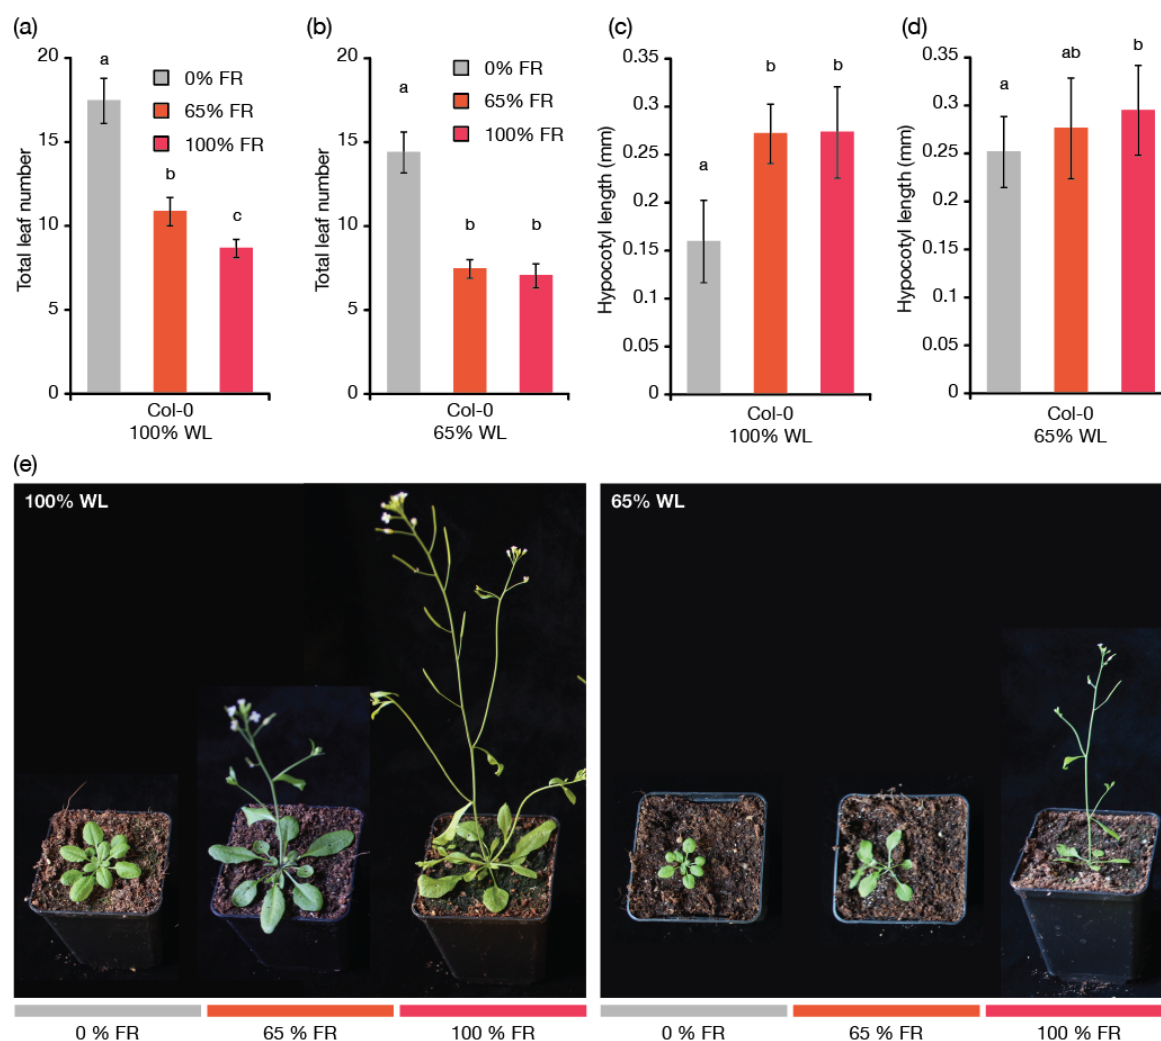 (a)
Total leaf number
20
15
10
5
0
a
b
c
0% FR
65% FR
100% FR
Col-0
100% WL
(b)
Total leaf number
20
15
10
5
0
a
b
b
0% FR
65% FR
100% FR
Col-0
65% WL
(c)
Hypocotyl length (mm)
0.35
0.3
0.25
0.2
0.15
0.1
0.05
0
a
b
b
Col-0
100% WL
(d)
Hypocotyl length (mm)
0.35
0.3
0.25
0.2
0.15
0.1
0.05
0
a
ab
b
Col-0
65% WL
(e)
100% WL
65% WL
0 % FR
65 % FR
100 % FR
0 % FR
65 % FR
100 % FR